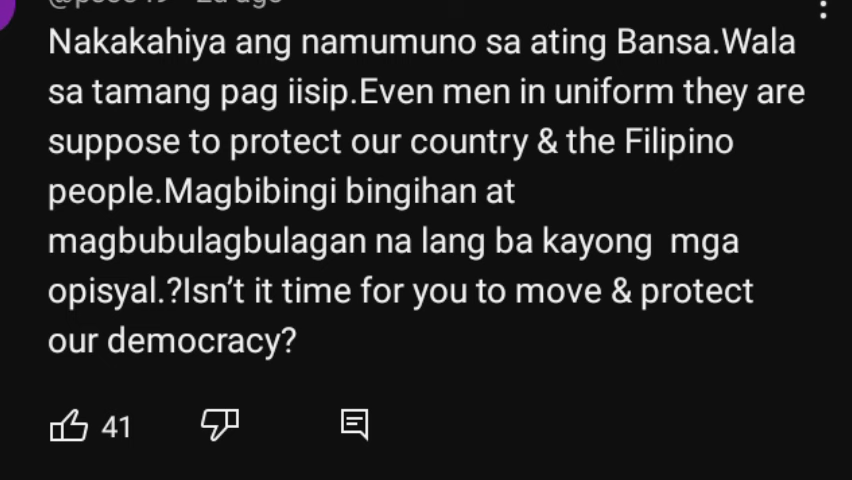 Nakakahiya ang namumuno sa ating Bansa.Wala
sa tamang pag iisip.Even men in uniform they are
suppose to protect our country & the Filipino
people.Magbibingi bingihan at
magbubulagbulagan na lang ba kayong  mga
opisyal.?Isn't it time for you to move & protect
our democracy?
41